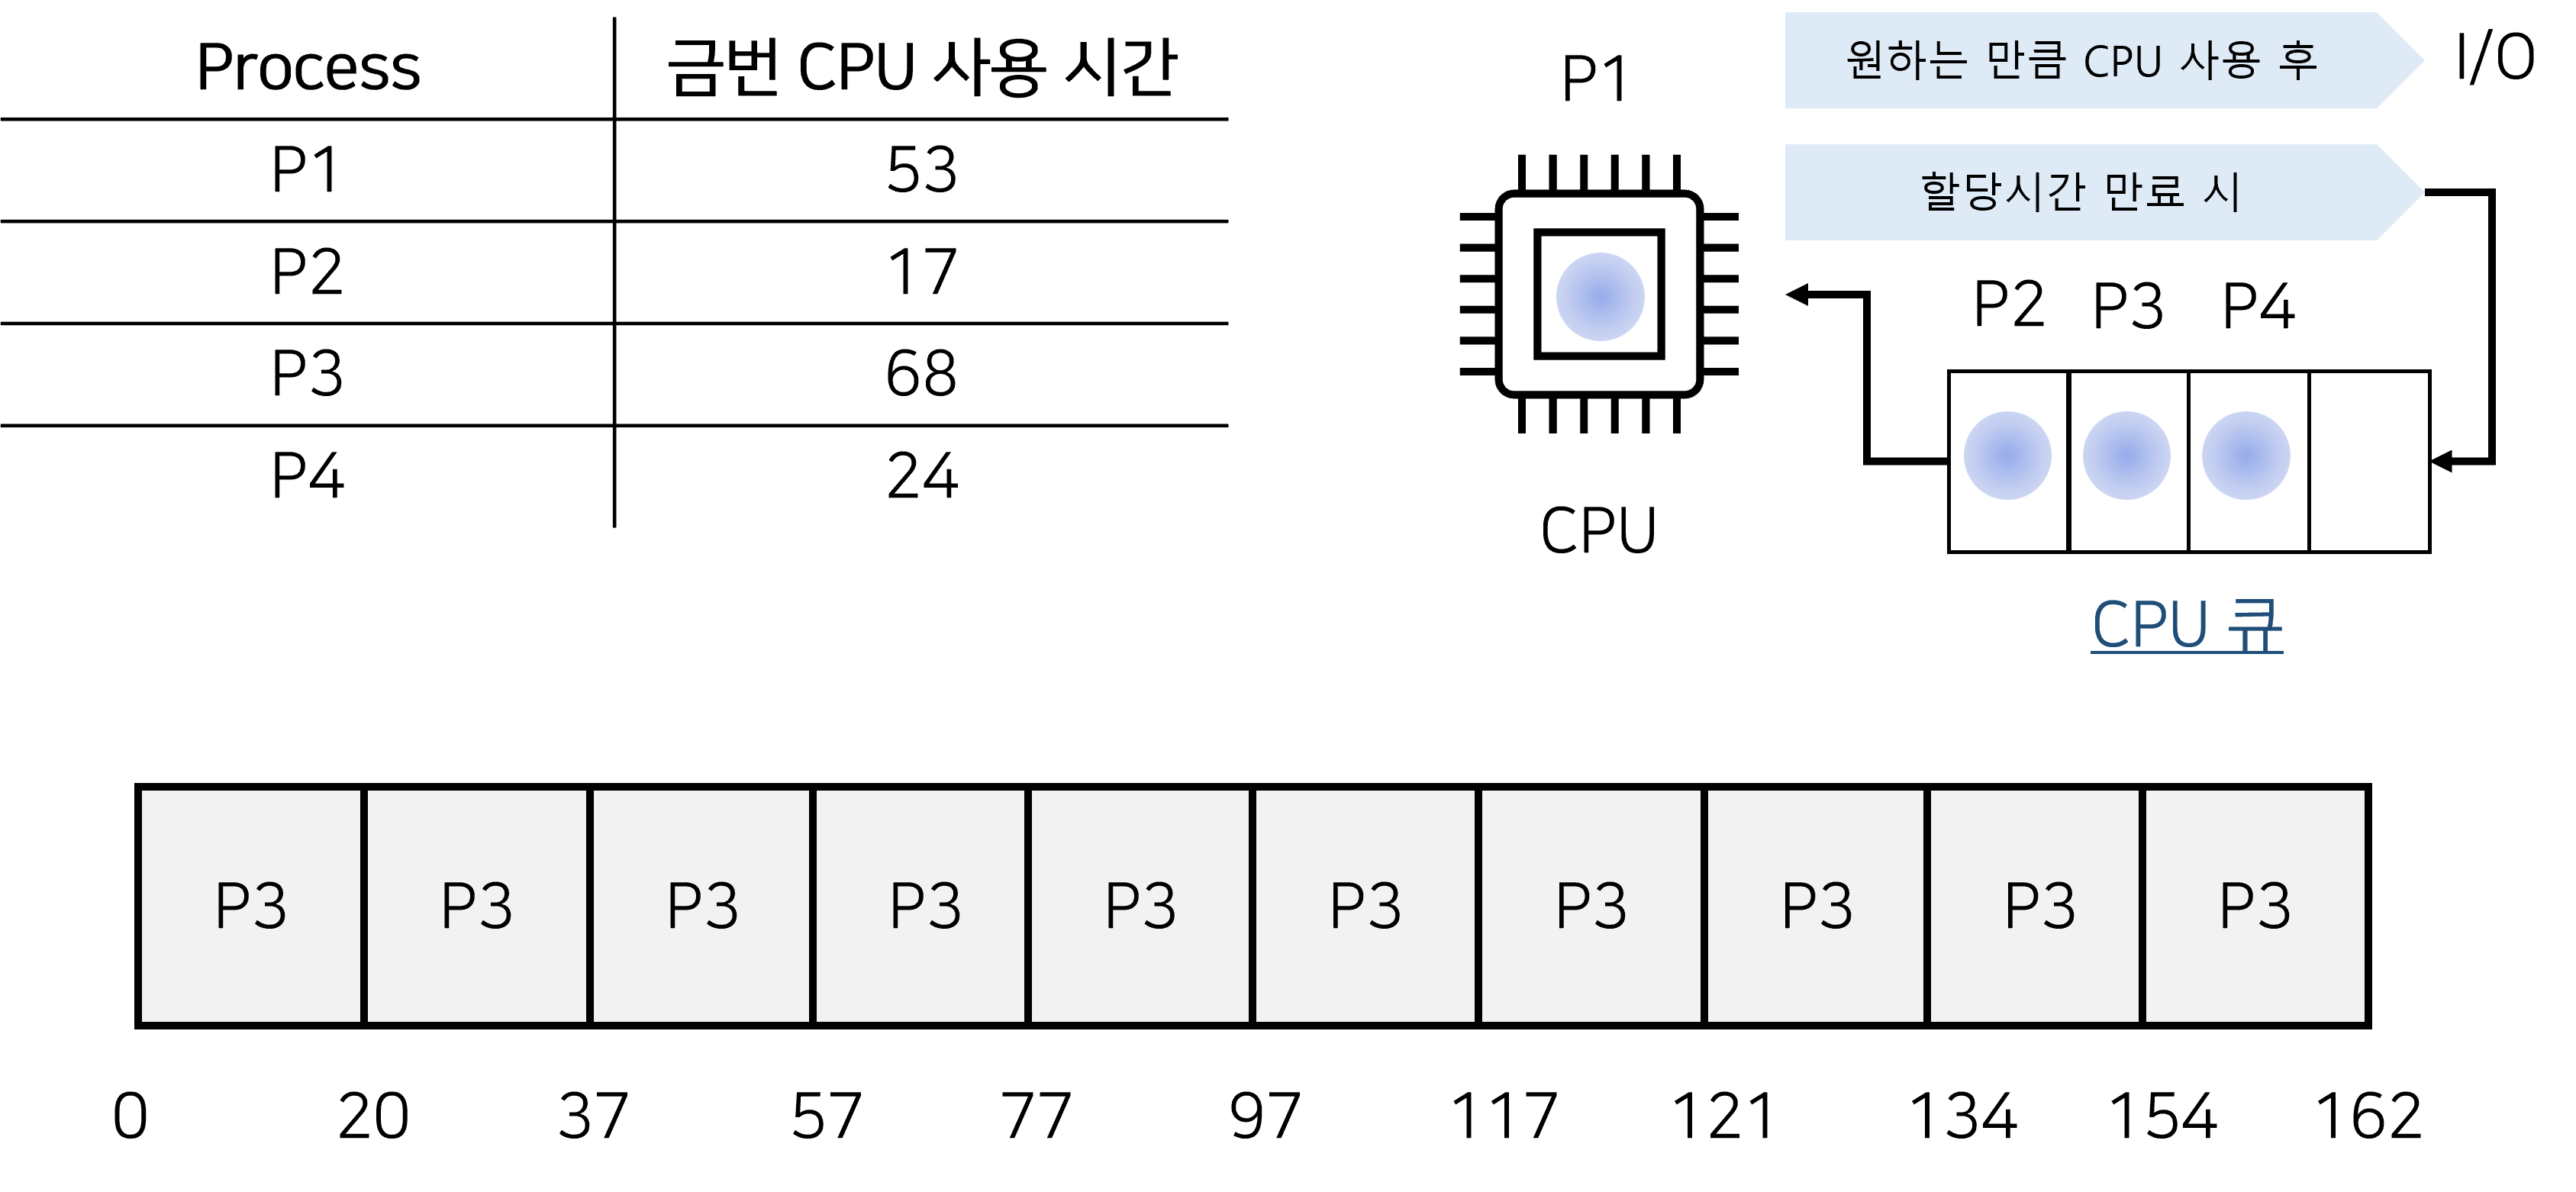 Process 금번 CPU 사용 시간
P1 53
P2 17
P3 68
P4 24
P1
원하는 만큼 CPU 사용 후
I/O
할당시간 만료 시
P2 P3 P4
CPU
CPU 큐
P3 P3 P3 P3 P3 P3 P3 P3 P3 P3
0 20 37 57 77 97 117 121 134 154 162